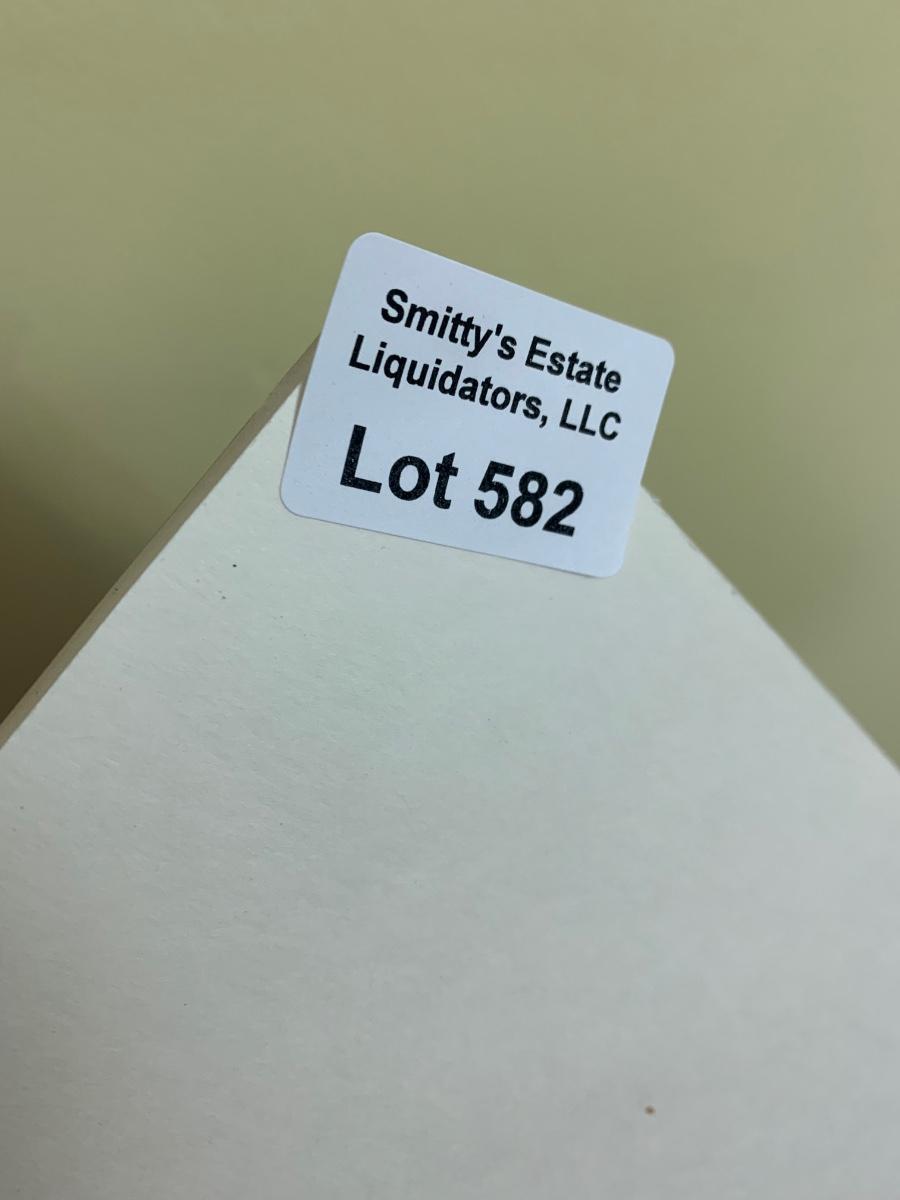 Smitty's Estate
Liquidators, LLC
Lot 582